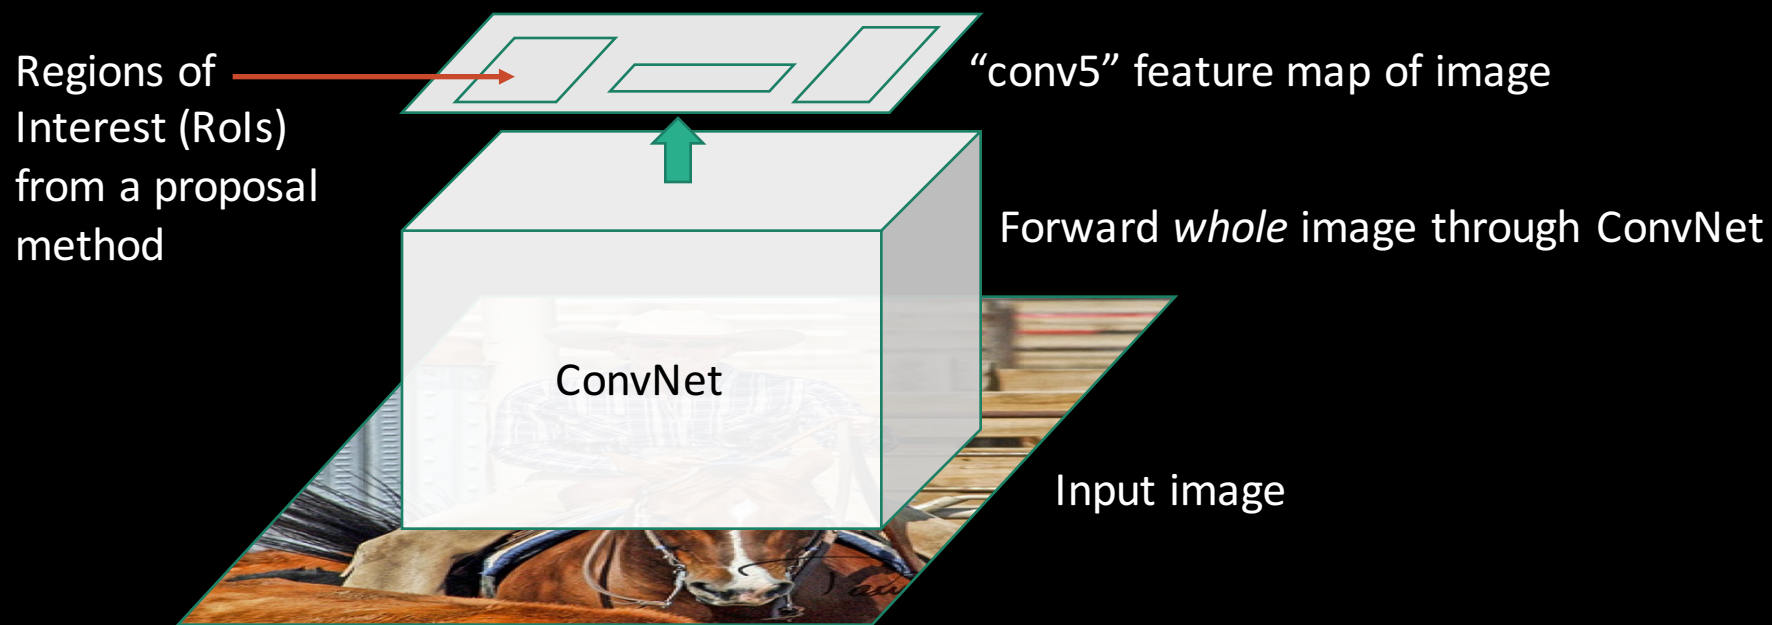 Regions of
Interest (RoIs)
from a proposal
method
“conv5” feature map of image
Forward whole image through ConvNet
ConvNet
Input image